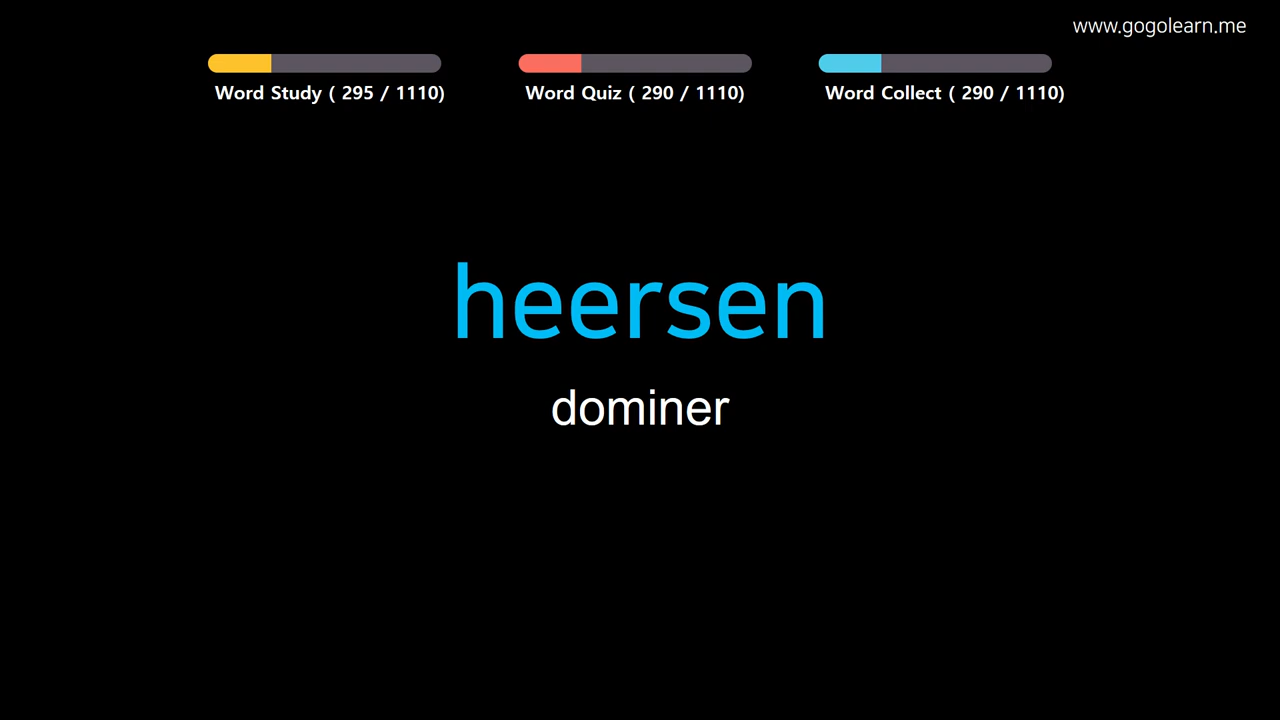 www.gogolearn.me
Word Study ( 295 / 1110)
Word Quiz ( 290 / 1110)
Word Collect ( 290 / 1110)
heersen
dominer